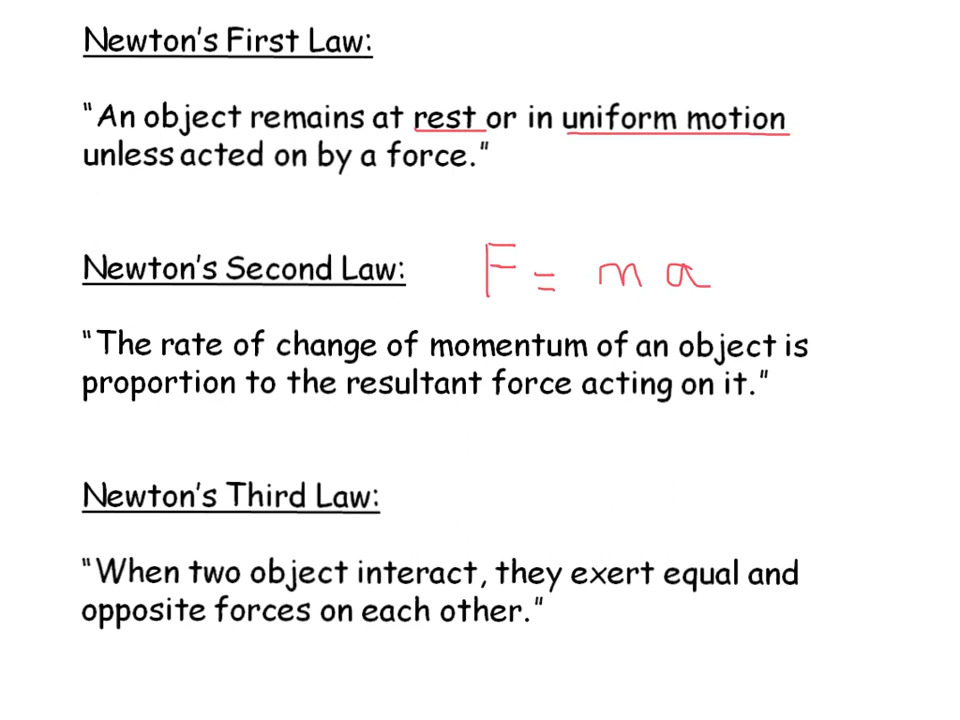 Newton's First Law:
"An object remains at rest or in uniform motion
unless acted on by a force."
Newton's Second Law: F = ma
"The rate of change of momentum of an object is
proportion to the resultant force acting on it."
Newton's Third Law:
"When two object interact, they exert equal and
opposite forces on each other."